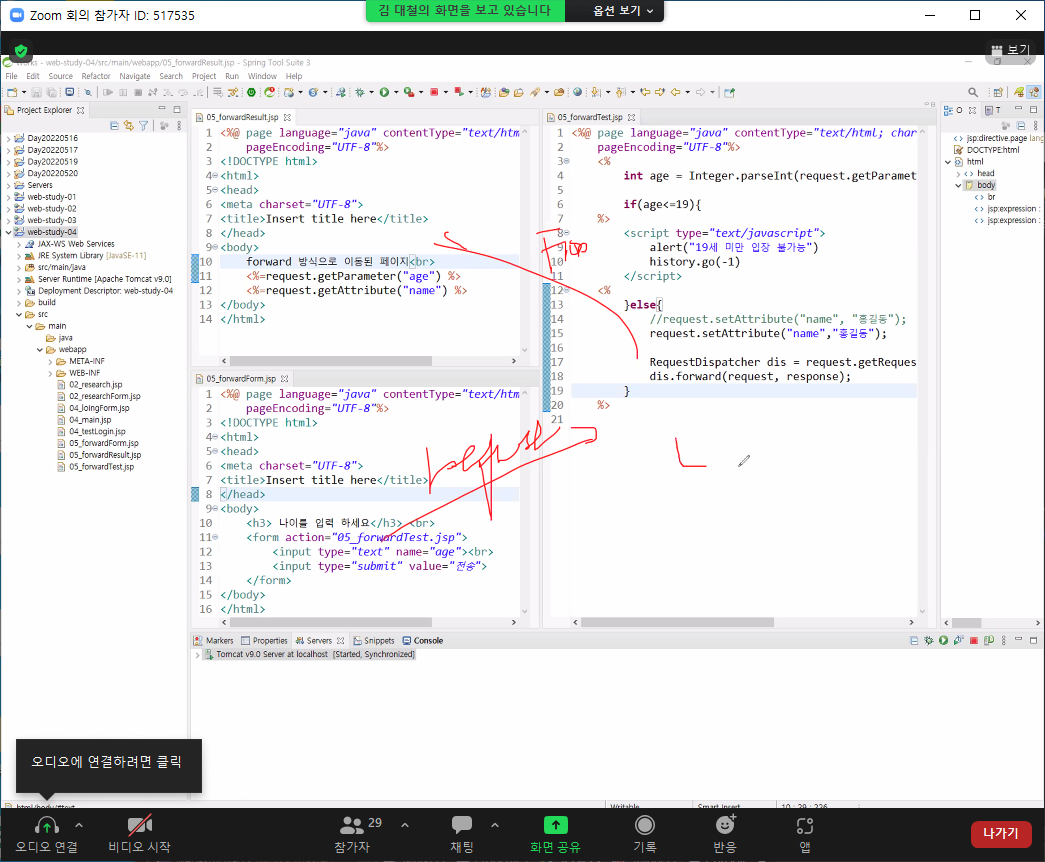 Zoom 회의 참가자 ID: 517535
김 대철의 화면을 보고 있습니다
옵션 보기
보기
web-study-04/src/main/webapp/05_forwardResult.jsp - Spring Tool Suite 3
File Edit Source Refactor Navigate Search Project Run Window Help
Project Explorer
Day20220516
Day20220517
Day20220519
Day20220520
Servers
web-study-01
web-study-02
web-study-03
web-study-04
JAX-WS Web Services
JRE System Library [JavaSE-11]
src/main/java
Server Runtime [Apache Tomcat v9.0]
Deployment Descriptor: web-study-04
build
src
main
java
webapp
META-INF
WEB-INF
02_research.jsp
02_researchForm.jsp
04_loingForm.jsp
04_main.jsp
04_testLogin.jsp
05_forwardForm.jsp
05_forwardResult.jsp
05_forwardTest.jsp
05_forwardResult.jsp
1 <%@ page language="java" contentType="text/htm
2 pageEncoding="UTF-8"%>
3 <!DOCTYPE html>
4 <html>
5 <head>
6 <meta charset="UTF-8">
7 <title>Insert title here</title>
8 </head>
9 <body>
10 forward 방식으로 이동된 페이지<br>
11 <%=request.getParameter("age") %>
12 <%=request.getAttribute("name") %>
13 </body>
14 </html>
05_forwardForm.jsp
1 <%@ page language="java" contentType="text/htm
2 pageEncoding="UTF-8"%>
3 <!DOCTYPE html>
4 <html>
5 <head>
6 <meta charset="UTF-8">
7 <title>Insert title here</title>
8 </head>
9 <body>
10 <h3> 나이를 입력 하세요</h3> <br>
11 <form action="05_forwardTest.jsp">
12 <input type="text" name="age"><br>
13 <input type="submit" value="전송">
14 </form>
15 </body>
16 </html>
05_forwardTest.jsp
1 <%@ page language="java" contentType="text/html; char
2 pageEncoding="UTF-8"%>
3 <%
4 int age = Integer.parseInt(request.getParamet
5
6 if(age<=19){
7 %>
8 <script type="text/javascript">
9 alert("19세 미만 입장 불가능")
10 history.go(-1)
11 </script>
12 <%
13 }else{
14 //request.setAttribute("name", "홍길동");
15 request.setAttribute("name","홍길동");
16
17 RequestDispatcher dis = request.getReques
18 dis.forward(request, response);
19 }
20 %>
21
jsp:directive.page lang
DOCTYPE:html
html
head
body
br
jsp:expression :
jsp:expression :
Markers Properties Servers Snippets Console
Tomcat v9.0 Server at localhost [Started, Synchronized]
오디오에 연결하려면 클릭
html/body/#text
Writable
Smart Insert
10 : 29 : 226
오디오 연결
비디오 시작
참가자
29
채팅
화면 공유
기록
반응
앱
나가기